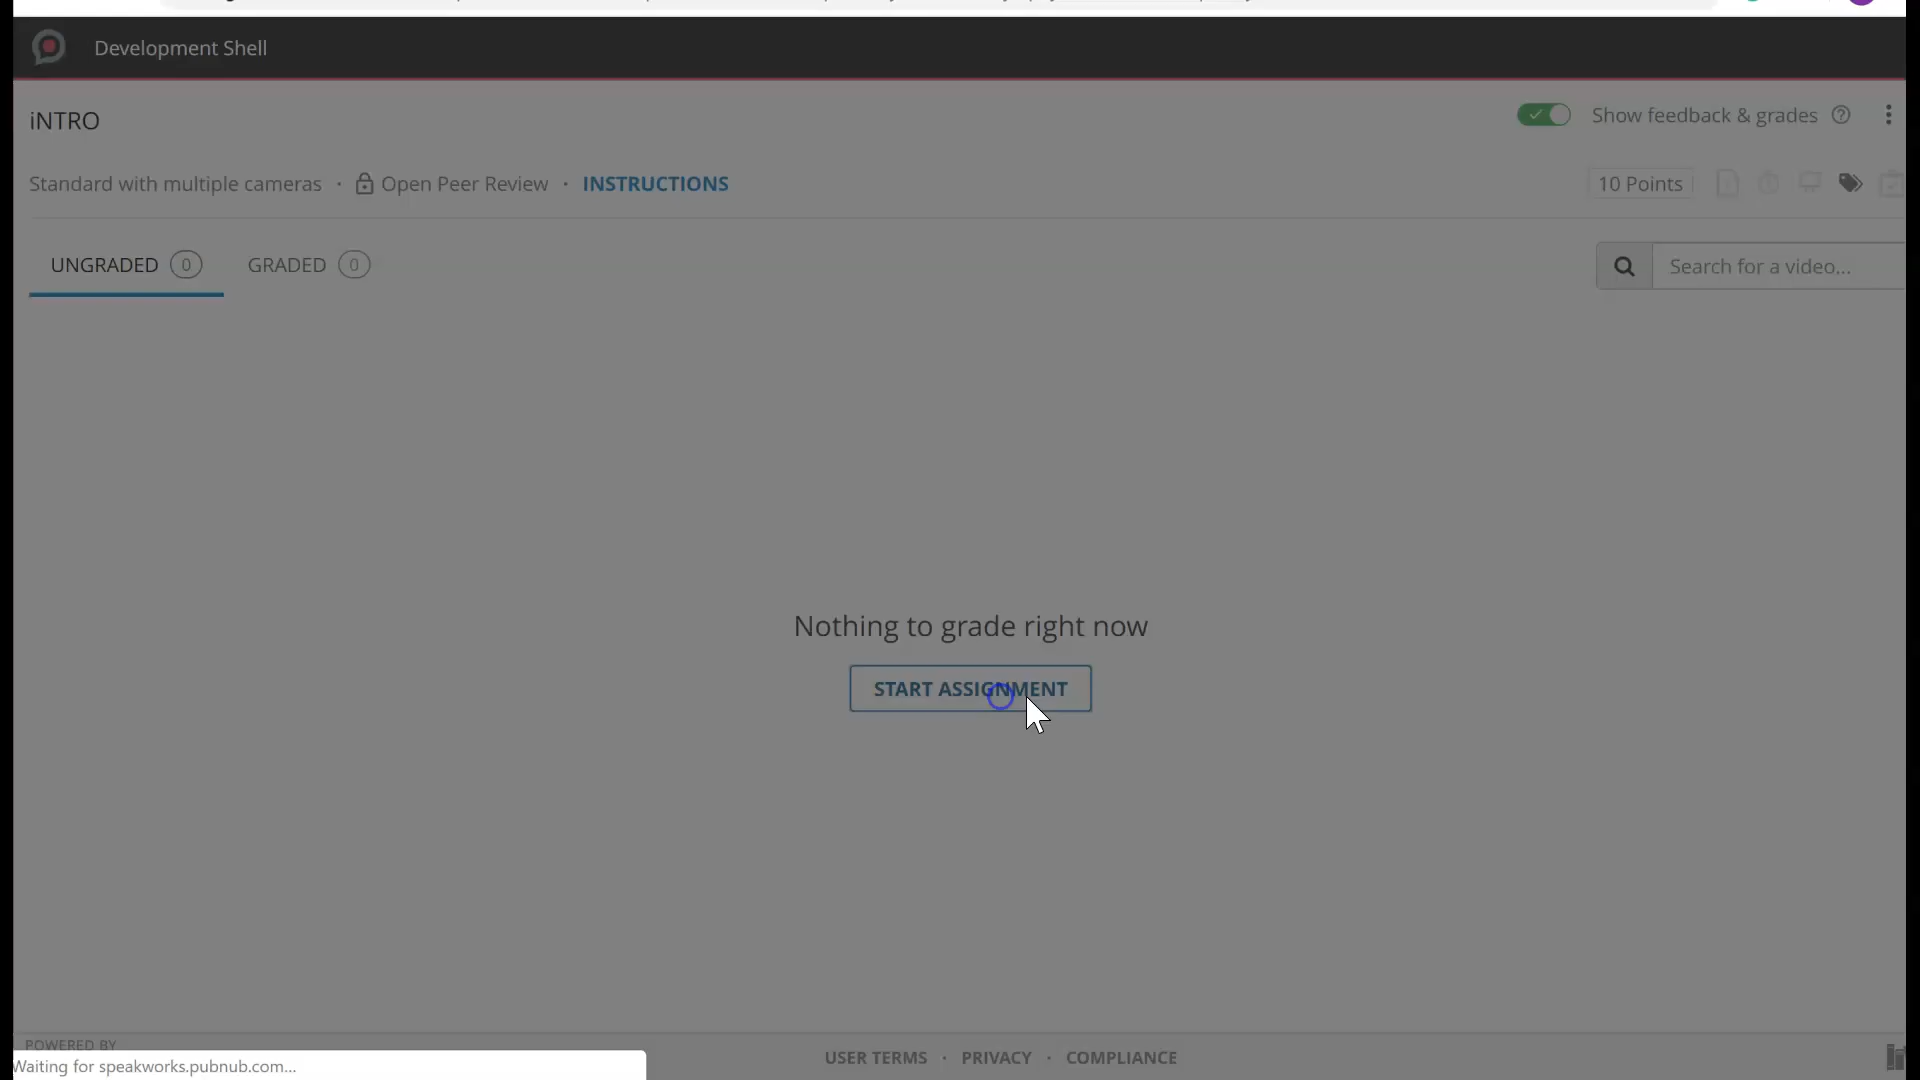 Development Shell
iNTRO
Show feedback & grades
Standard with multiple cameras · Open Peer Review · INSTRUCTIONS
10 Points
UNGRADED 0
GRADED 0
Search for a video...
Nothing to grade right now
START ASSIGNMENT
POWERED BY
Waiting for speakworks.pubnub.com...
USER TERMS · PRIVACY · COMPLIANCE